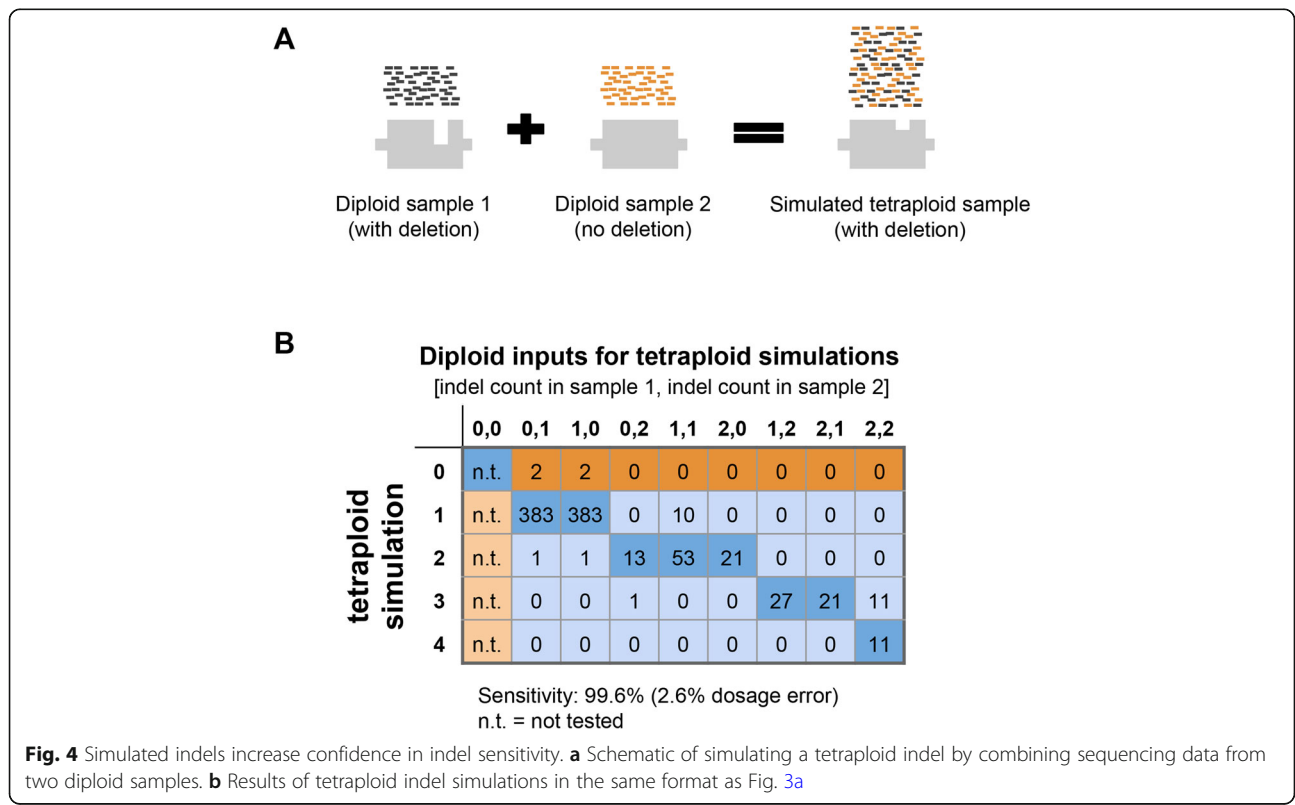 A
Diploid sample 1
(with deletion)
Diploid sample 2
(no deletion)
Simulated tetraploid sample
(with deletion)
B
Diploid inputs for tetraploid simulations
[indel count in sample 1, indel count in sample 2]
0,0 0,1 1,0 0,2 1,1 2,0 1,2 2,1 2,2
tetraploid
simulation
0 n.t. 2 2 0 0 0 0 0 0
1 n.t. 383 383 0 10 0 0 0 0
2 n.t. 1 1 13 53 21 0 0 0
3 n.t. 0 0 1 0 0 27 21 11
4 n.t. 0 0 0 0 0 0 0 11
Sensitivity: 99.6% (2.6% dosage error)
n.t. = not tested
Fig. 4 Simulated indels increase confidence in indel sensitivity. a Schematic of simulating a tetraploid indel by combining sequencing data from
two diploid samples. b Results of tetraploid indel simulations in the same format as Fig. 3a